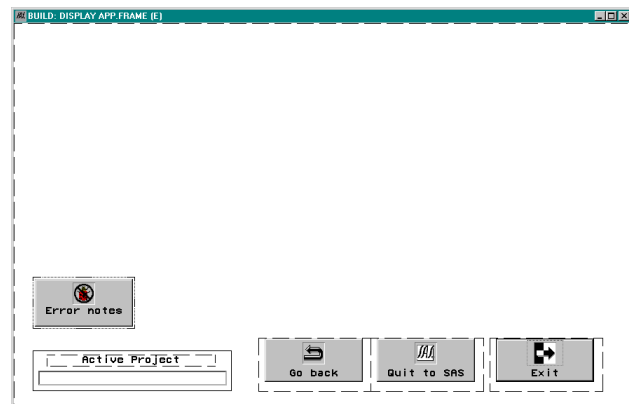 BUILD: DISPLAY APP.FRAME (E)
Error notes
Active Project
Go back
Quit to SAS
Exit